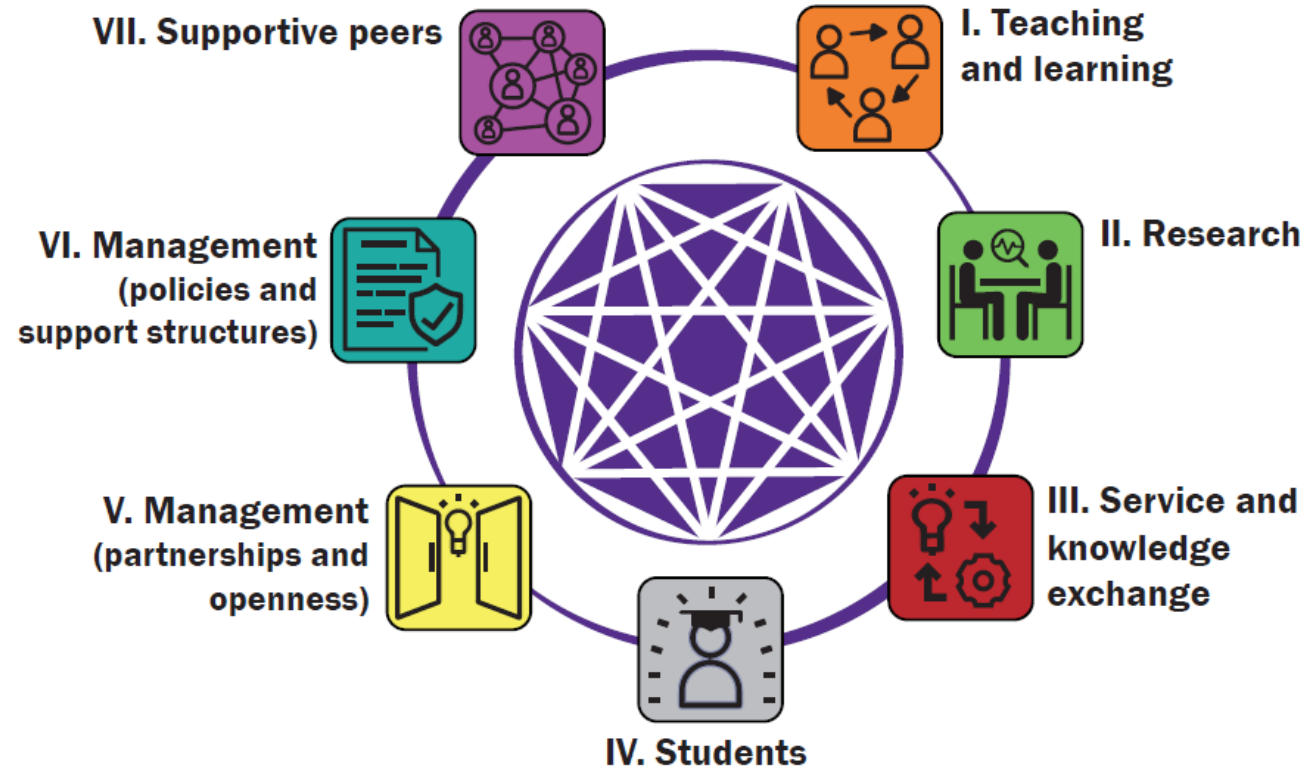 I. Teaching
and learning
II. Research
III. Service and
knowledge
exchange
IV. Students
V. Management
(partnerships and
openness)
VI. Management
(policies and
support structures)
VII. Supportive peers